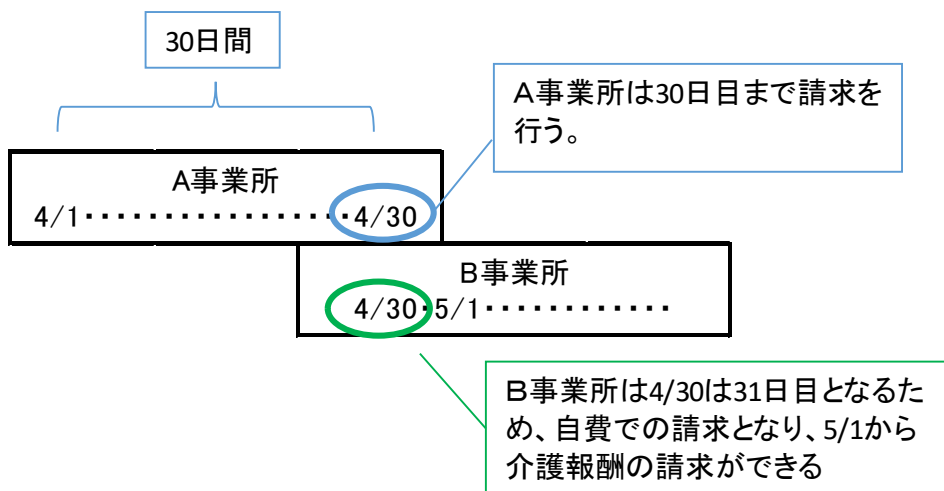 30日間
A事業所は30日目まで請求を
行う。
A事業所
4/1・・・・・・・・・・・・・・・・・4/30
B事業所
4/30・5/1・・・・・・・・・・・・
B事業所は4/30は31日目となるた
め、自費での請求となり、5/1から
介護報酬の請求ができる